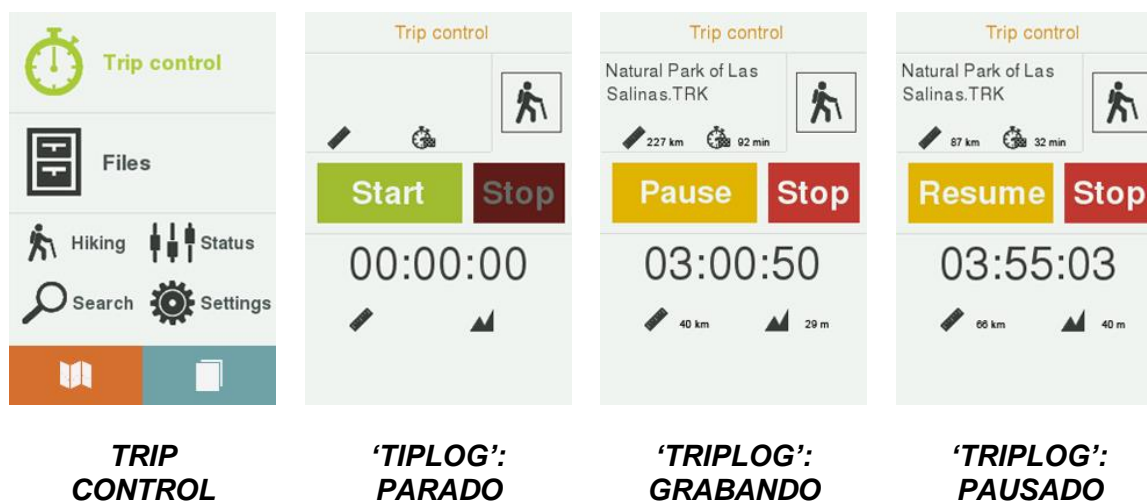 Trip control
Files
Hiking
Status
Search
Settings
Trip control
Start
Stop
00:00:00
Trip control
Natural Park of Las
Salinas.TRK
227 km
92 min
Pause
Stop
03:00:50
40 km
29 m
Trip control
Natural Park of Las
Salinas.TRK
87 km
32 min
Resume
Stop
03:55:03
66 km
40 m
TRIP
CONTROL
‘TIPLOG’:
PARADO
‘TRIPLOG’:
GRABANDO
‘TRIPLOG’:
PAUSADO